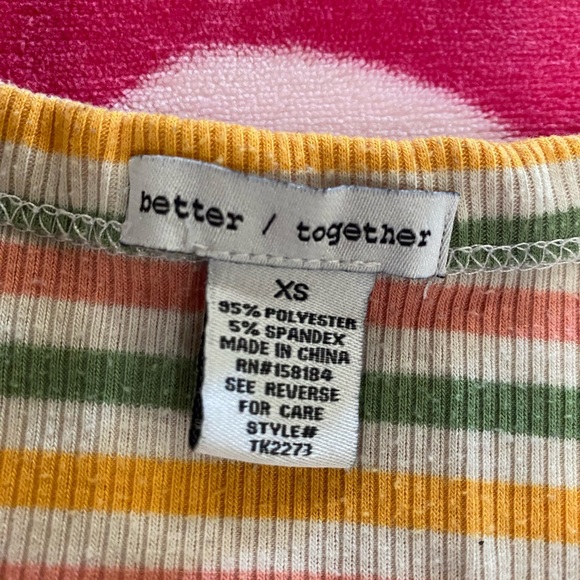 better / together
XS
95% POLYESTER
5% SPANDEX
MADE IN CHINA
RN#158184
SEE REVERSE
FOR CARE
STYLE#
TK2273